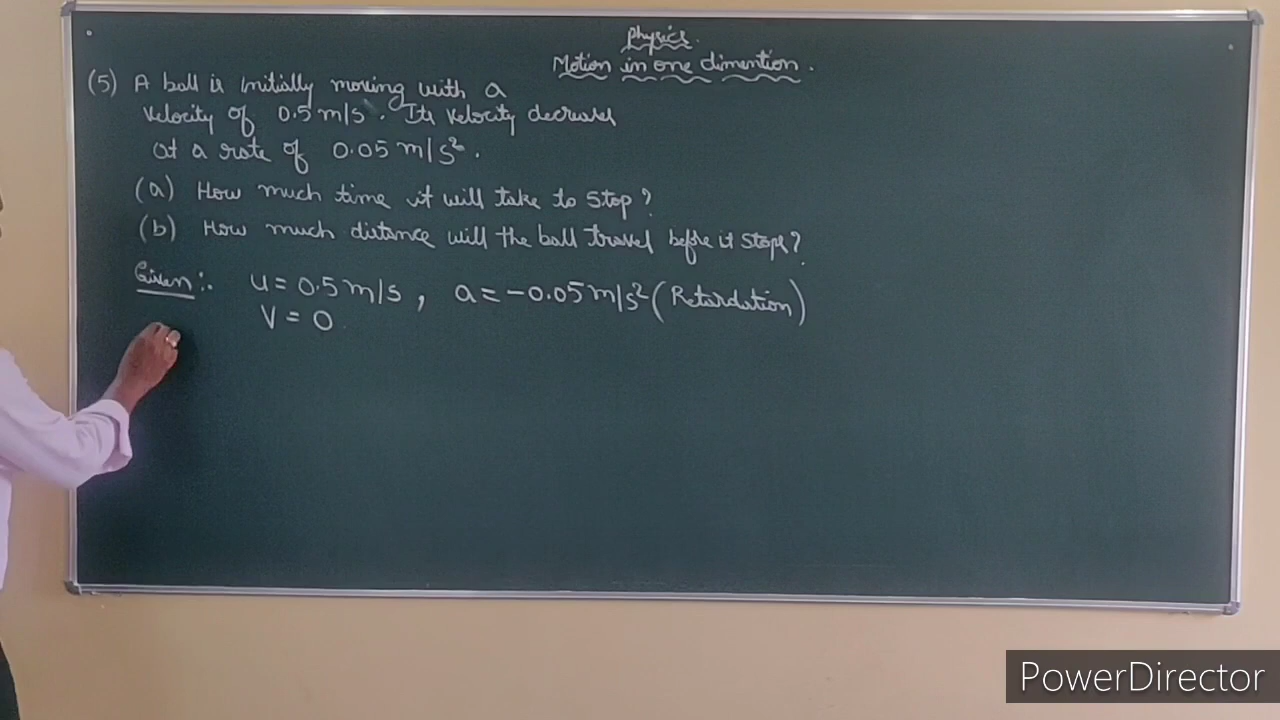 Physics.
Motion in one dimention.
(5) A ball is initially moving with a
velocity of 0.5 m/s. Its velocity decreases
at a rate of 0.05 m/s².
(a) How much time it will take to stop?
(b) How much distance will the ball travel before it stops?
Given:- u = 0.5 m/s, a = -0.05 m/s² (Retardation)
V = 0
PowerDirector